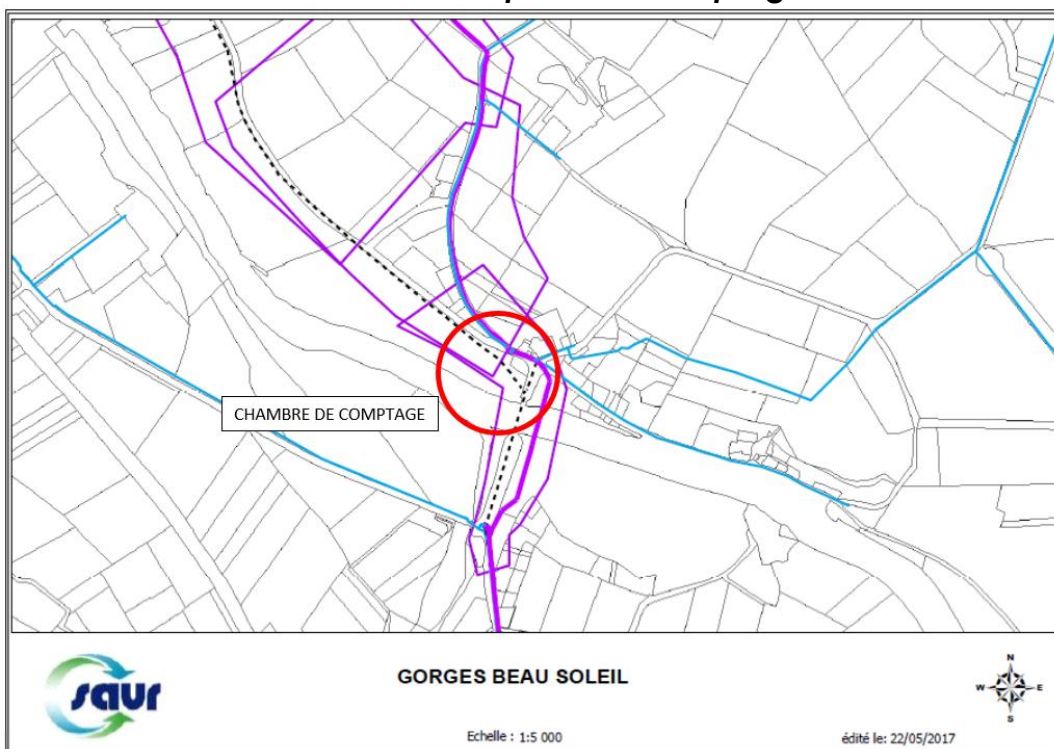 CHAMBRE DE COMPTAGE
saur
GORGES BEAU SOLEIL
N
W E
S
Echelle : 1:5 000
édité le: 22/05/2017